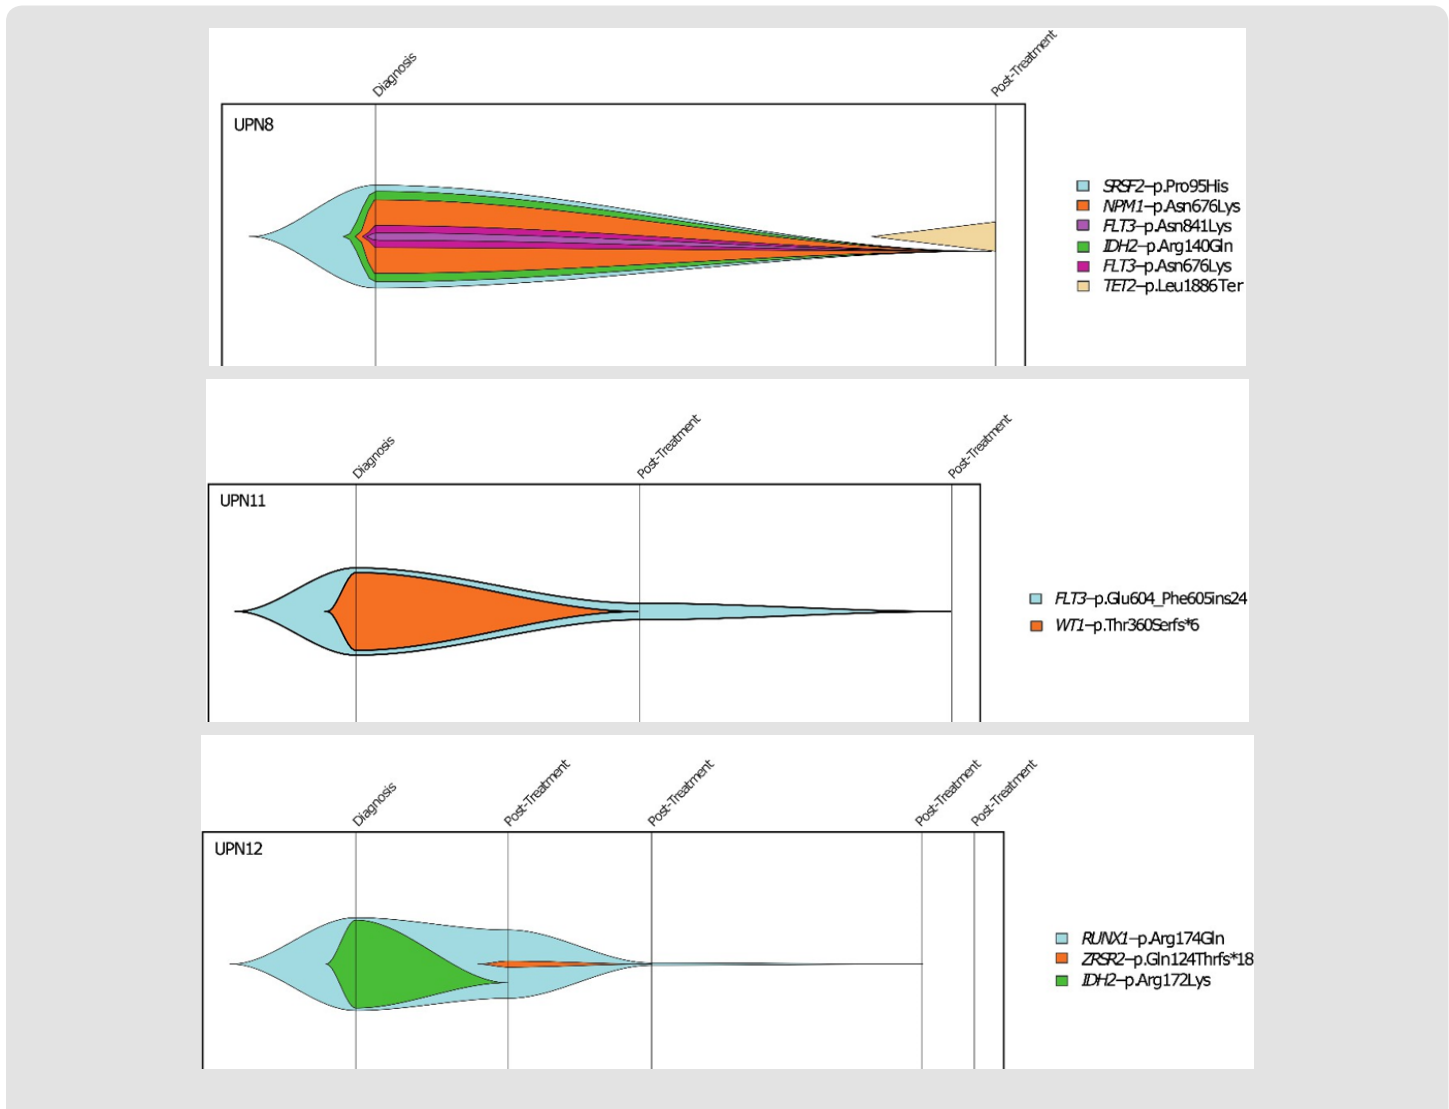 Diagnosis
Post-Treatment
UPN8
SRSF2–p.Pro95His
NPM1–p.Asn676Lys
FLT3–p.Asn841Lys
IDH2–p.Arg140Gln
FLT3–p.Asn676Lys
TET2–p.Leu1886Ter
Diagnosis
Post-Treatment
Post-Treatment
UPN11
FLT3–p.Glu604_Phe605ins24
WT1–p.Thr360Serfs*6
Diagnosis
Post-Treatment
Post-Treatment
Post-Treatment
Post-Treatment
UPN12
RUNX1–p.Arg174Gln
ZRSR2–p.Gln124Thrfs*18
IDH2–p.Arg172Lys